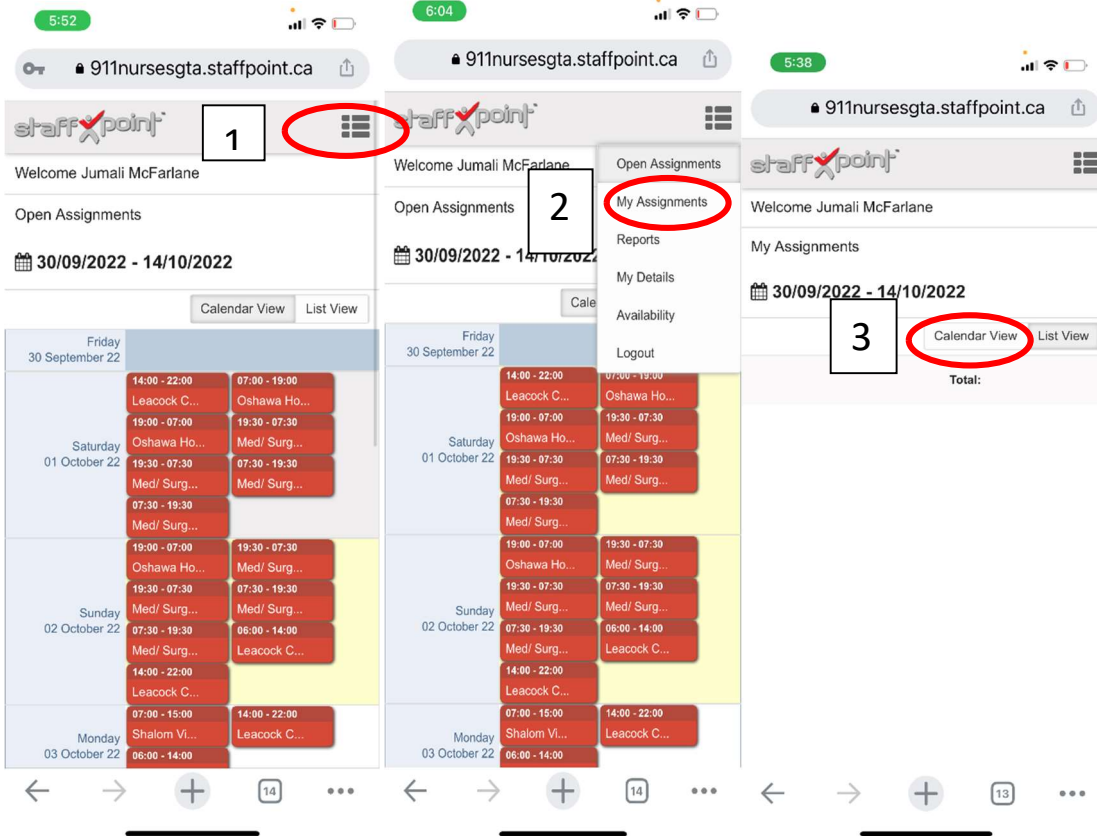 5:52
911nursesgta.staffpoint.ca
staffpoint
1
Welcome Jumali McFarlane
Open Assignments
30/09/2022 - 14/10/2022
Calendar View List View
Friday
30 September 22
14:00 - 22:00 07:00 - 19:00
Leacock C... Oshawa Ho...
19:00 - 07:00 19:30 - 07:30
Oshawa Ho... Med/ Surg...
Saturday
01 October 22
19:30 - 07:30 07:30 - 19:30
Med/ Surg... Med/ Surg...
07:30 - 19:30
Med/ Surg...
19:00 - 07:00 19:30 - 07:30
Oshawa Ho... Med/ Surg...
19:30 - 07:30 07:30 - 19:30
Med/ Surg... Med/ Surg...
Sunday
02 October 22
07:30 - 19:30 06:00 - 14:00
Med/ Surg... Leacock C...
14:00 - 22:00
Leacock C...
07:00 - 15:00 14:00 - 22:00
Shalom Vi... Leacock C...
Monday
03 October 22
06:00 - 14:00
14
6:04
911nursesgta.staffpoint.ca
staffpoint
Welcome Jumali McFarlane
Open Assignments
2
30/09/2022 - 14/10/2022
Cale
Open Assignments
My Assignments
Reports
My Details
Availability
Logout
Friday
30 September 22
14:00 - 22:00 07:00 - 19:00
Leacock C... Oshawa Ho...
19:00 - 07:00 19:30 - 07:30
Oshawa Ho... Med/ Surg...
Saturday
01 October 22
19:30 - 07:30 07:30 - 19:30
Med/ Surg... Med/ Surg...
07:30 - 19:30
Med/ Surg...
19:00 - 07:00 19:30 - 07:30
Oshawa Ho... Med/ Surg...
19:30 - 07:30 07:30 - 19:30
Med/ Surg... Med/ Surg...
Sunday
02 October 22
07:30 - 19:30 06:00 - 14:00
Med/ Surg... Leacock C...
14:00 - 22:00
Leacock C...
07:00 - 15:00 14:00 - 22:00
Shalom Vi... Leacock C...
Monday
03 October 22
06:00 - 14:00
14
5:38
911nursesgta.staffpoint.ca
staffpoint
Welcome Jumali McFarlane
My Assignments
30/09/2022 - 14/10/2022
3
Calendar View List View
Total:
13